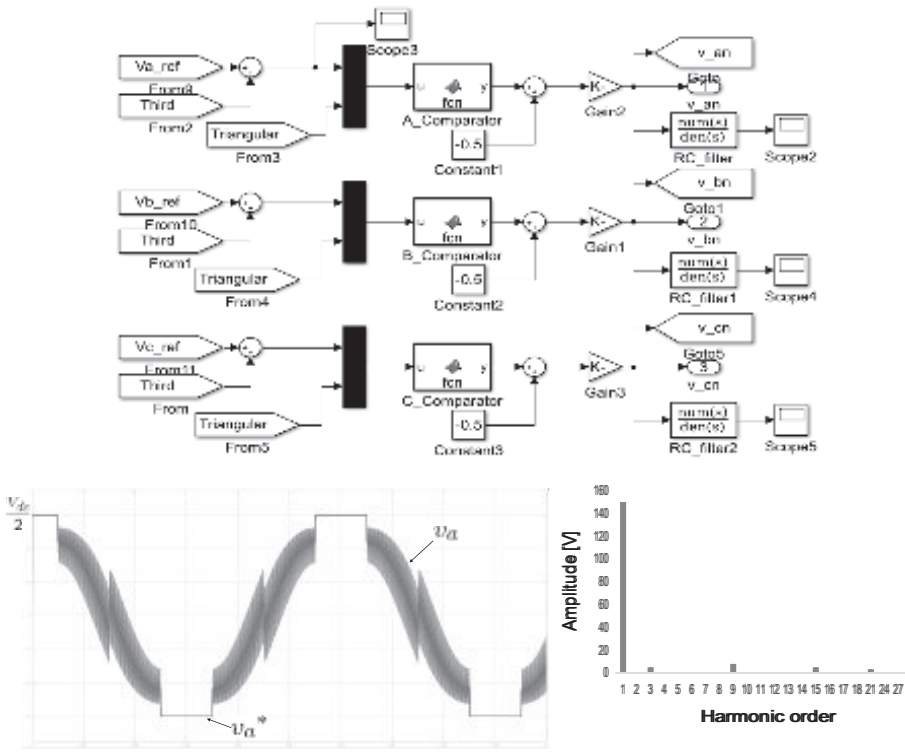 Scope3
Va_ref
From9
Third
From2
Triangular
From3
u
fcn
y
A_Comparator
-0.5
Constant1
K-
Gain2
v_an
Goto
1
v_an
num(s)
den(s)
RC_filter
Scope2
Vb_ref
From10
Third
From1
Triangular
From4
u
fcn
y
B_Comparator
-0.5
Constant2
K-
Gain1
v_bn
Goto1
2
v_bn
num(s)
den(s)
RC_filter1
Scope4
Vc_ref
From11
Third
From
Triangular
From5
u
fcn
y
C_Comparator
-0.5
Constant3
K-
Gain3
v_cn
Goto5
3
v_cn
num(s)
den(s)
RC_filter2
Scope5
v_dc
2
v_a
v_a*
Amplitude [V]
160
140
120
100
80
60
40
20
0
1 2 3 4 5 6 7 8 9 10 11 12 13 14 15 16 17 18 21 24 27
Harmonic order